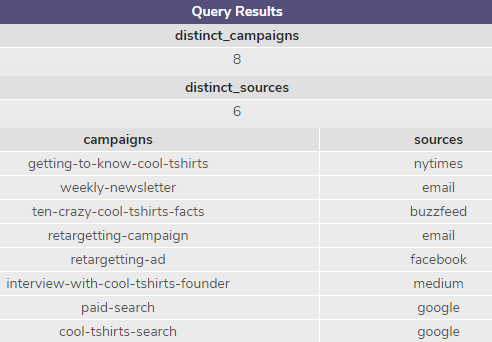 Query Results
distinct_campaigns
8
distinct_sources
6
campaigns sources
getting-to-know-cool-tshirts nytimes
weekly-newsletter email
ten-crazy-cool-tshirts-facts buzzfeed
retargetting-campaign email
retargetting-ad facebook
interview-with-cool-tshirts-founder medium
paid-search google
cool-tshirts-search google